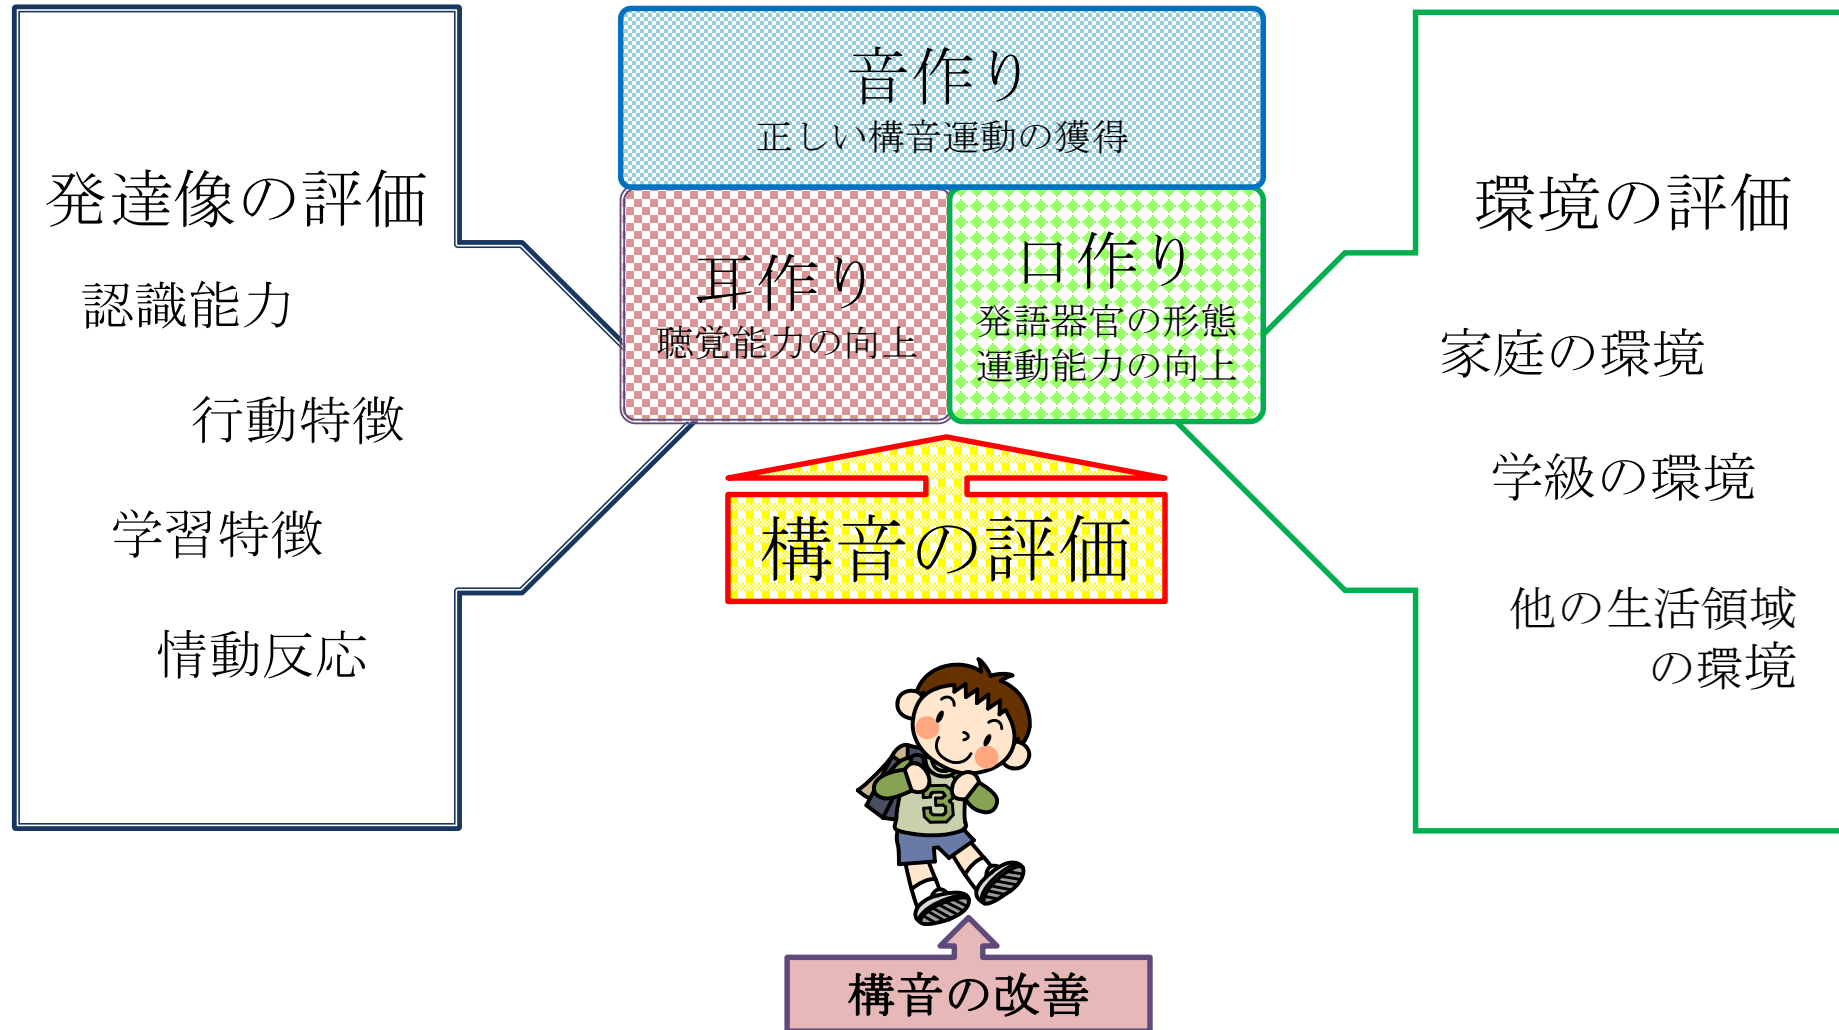 発達像の評価
認識能力
行動特徴
学習特徴
情動反応
音作り
正しい構音運動の獲得
耳作り
聴覚能力の向上
口作り
発語器官の形態
運動能力の向上
構音の評価
3
構音の改善
環境の評価
家庭の環境
学級の環境
他の生活領域
の環境